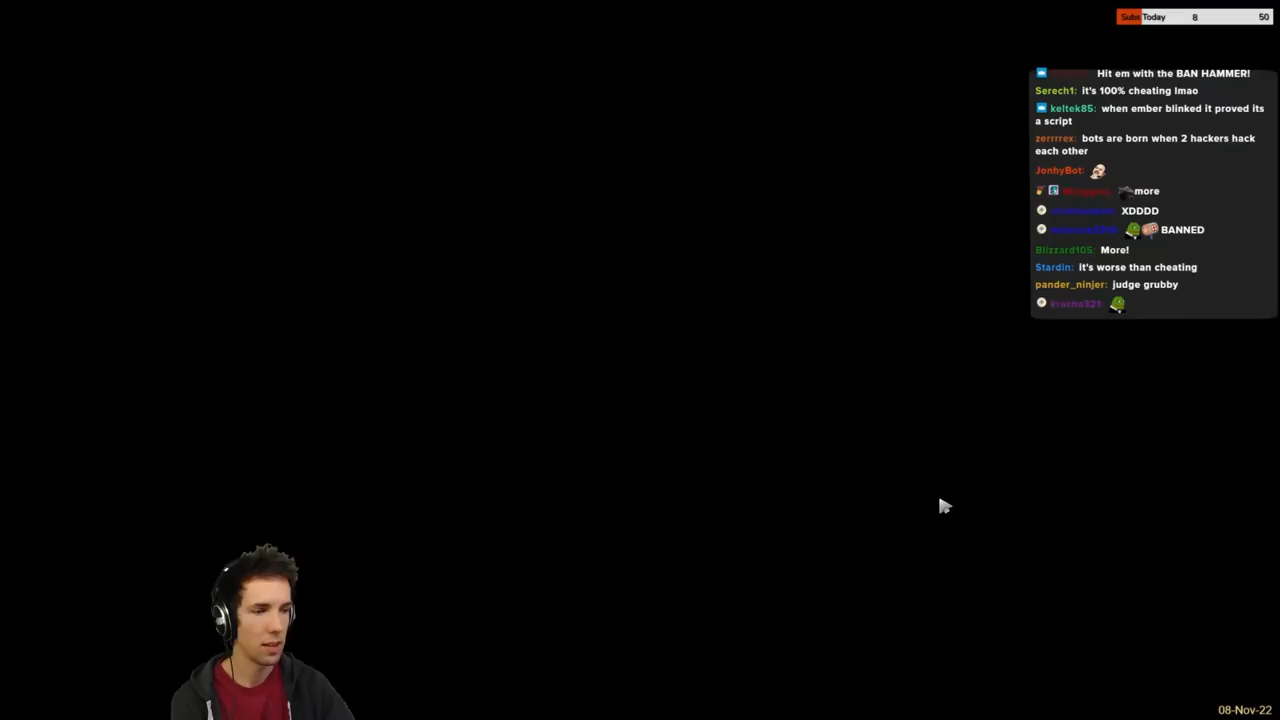 Subs Today 8 50
Hit em with the BAN HAMMER!
Serech1: it's 100% cheating lmao
keltek85: when ember blinked it proved its
a script
zerrrrex: bots are born when 2 hackers hack
each other
JonhyBot:
more
XDDDD
BANNED
Blizzard105: More!
Stardin: it's worse than cheating
pander_ninjer: judge grubby
kracha321:
08-Nov-22